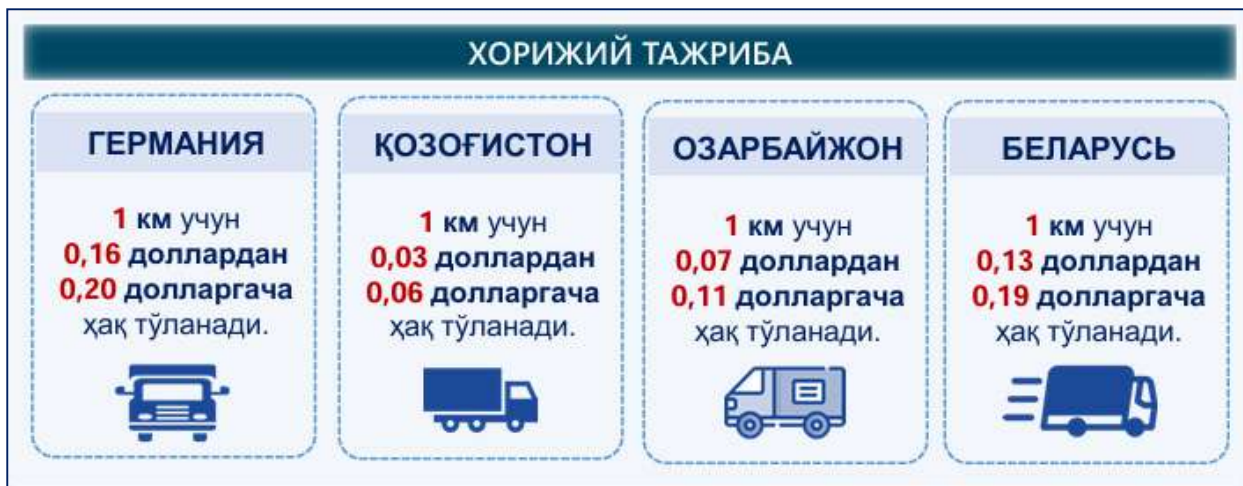 ХОРИЖИЙ ТАЖРИБА
ГЕРМАНИЯ
1 км учун
0,16 доллардан
0,20 долларгача
ҳақ тўланади.
ҚОЗОҒИСТОН
1 км учун
0,03 доллардан
0,06 долларгача
ҳақ тўланади.
ОЗАРБАЙЖОН
1 км учун
0,07 доллардан
0,11 долларгача
ҳақ тўланади.
БЕЛАРУСЬ
1 км учун
0,13 доллардан
0,19 долларгача
ҳақ тўланади.